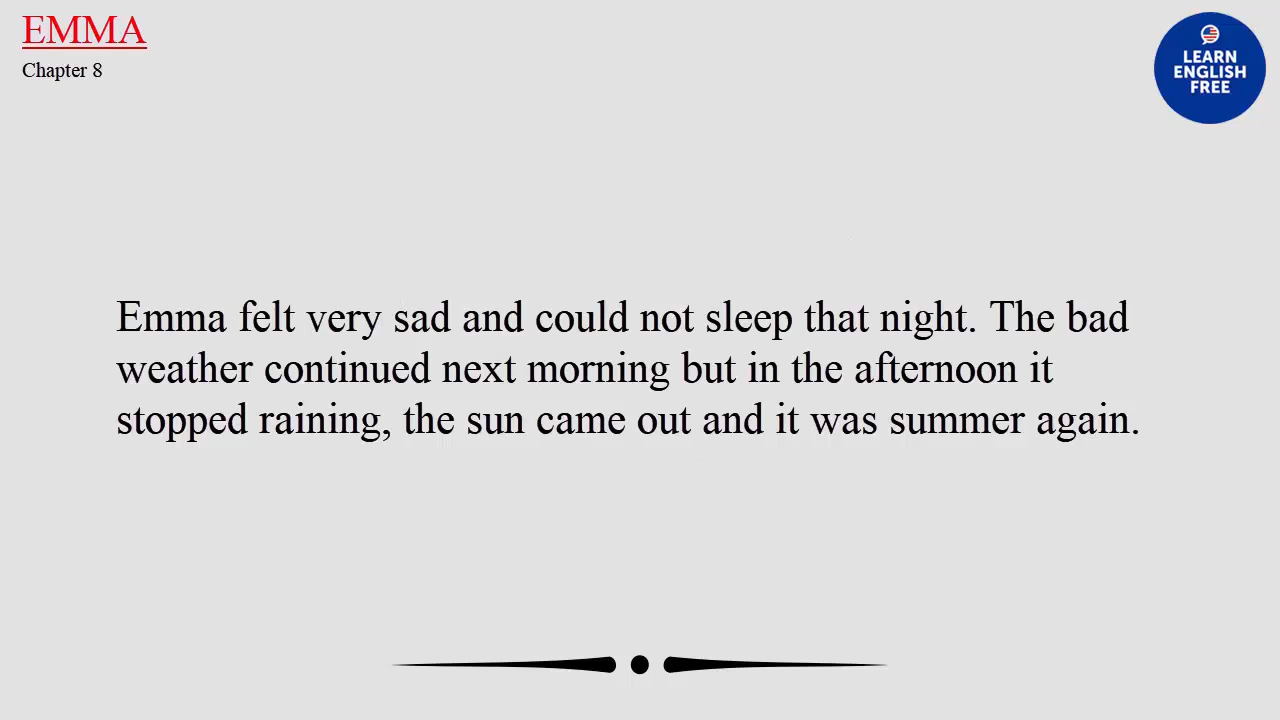 EMMA
Chapter 8
LEARN
ENGLISH
FREE
Emma felt very sad and could not sleep that night. The bad
weather continued next morning but in the afternoon it
stopped raining, the sun came out and it was summer again.